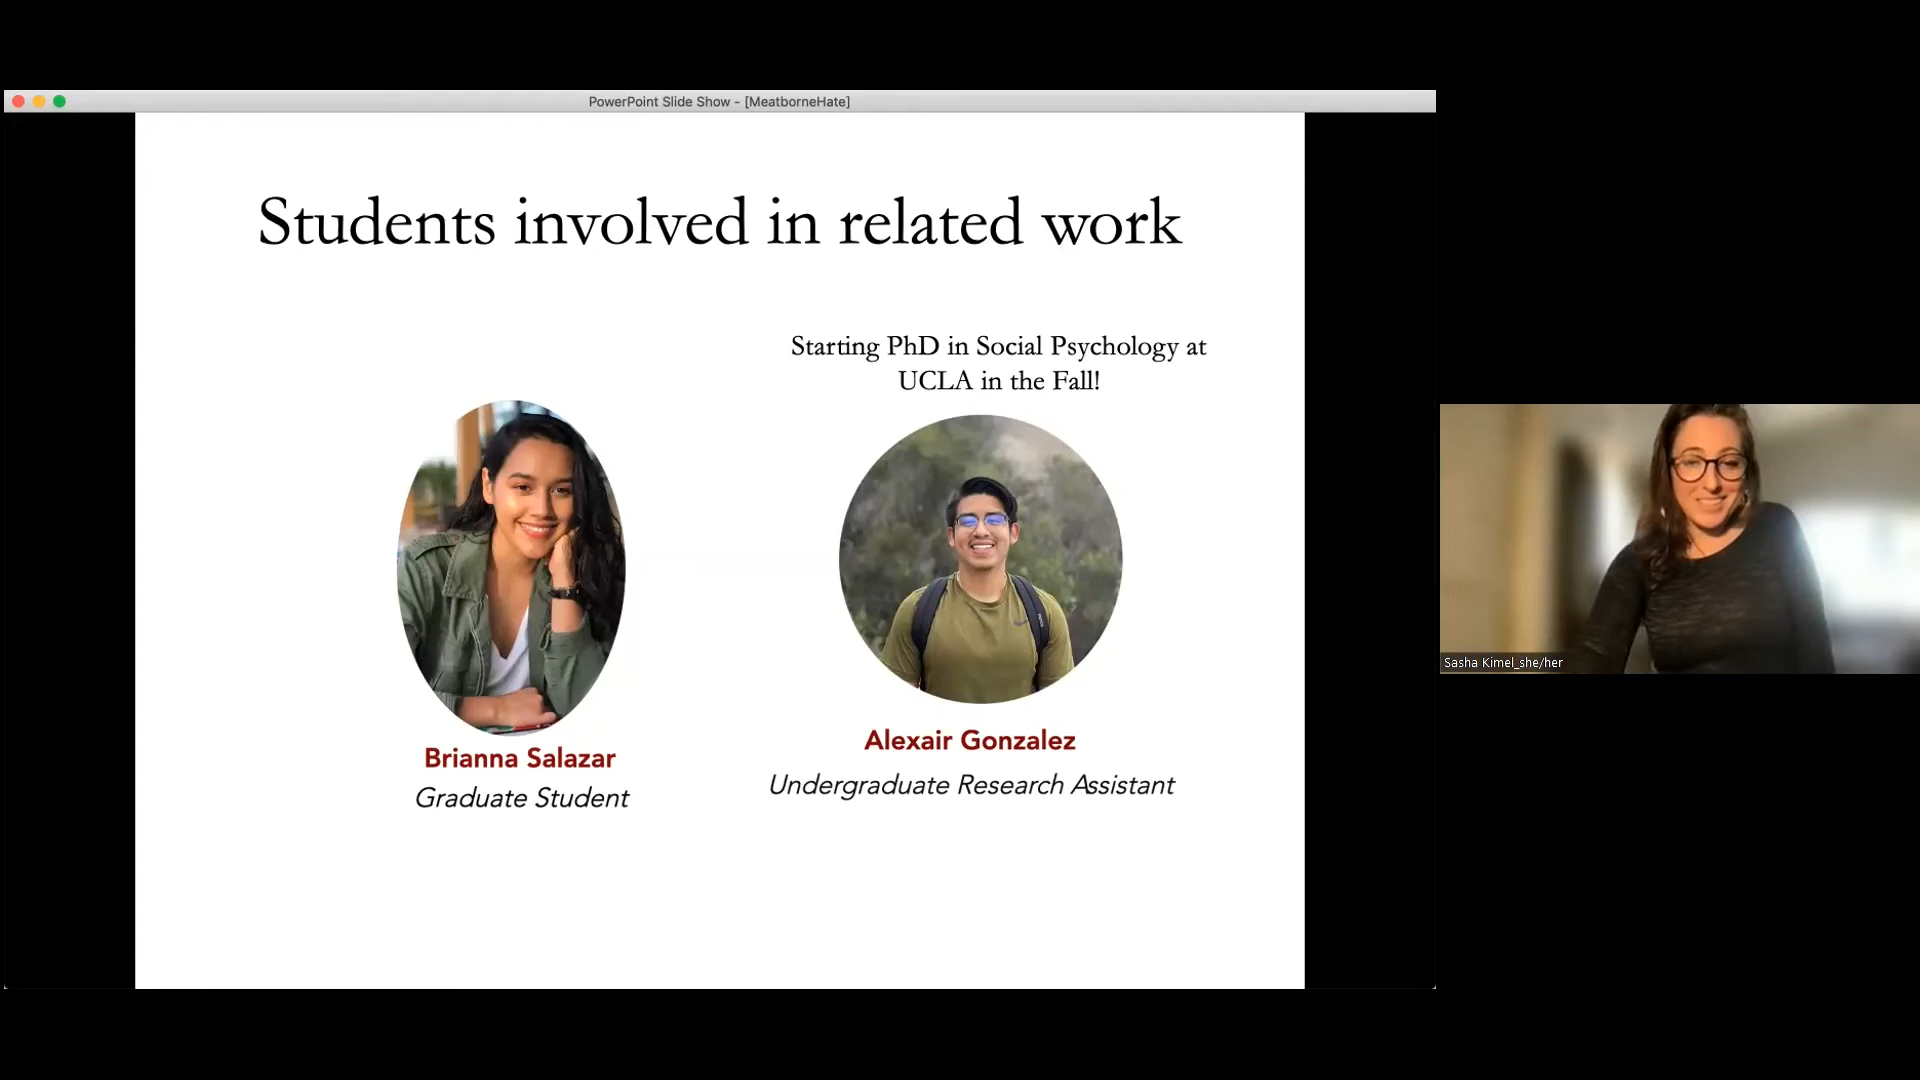 PowerPoint Slide Show - [MeatborneHate]
Students involved in related work
Starting PhD in Social Psychology at
UCLA in the Fall!
Brianna Salazar
Graduate Student
Alexair Gonzalez
Undergraduate Research Assistant
Sasha Kimel_she/her